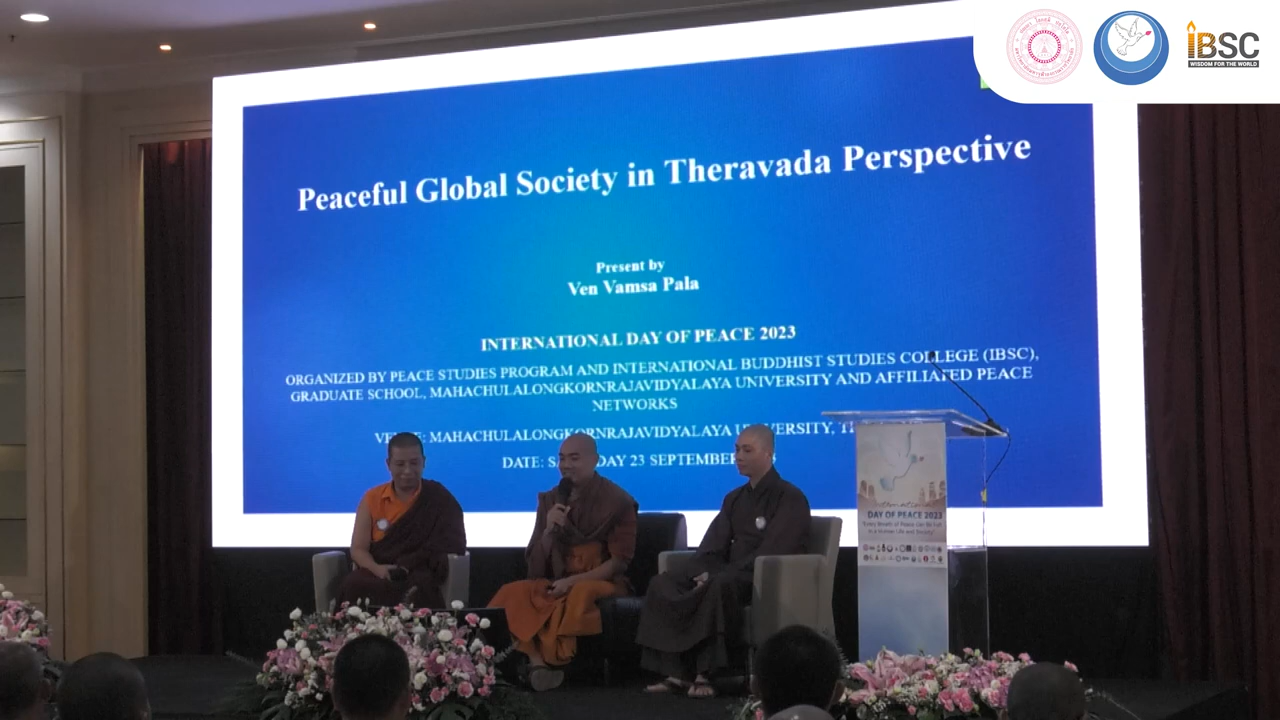 IBSC
WISDOM FOR THE WORLD
Peaceful Global Society in Theravada Perspective
Present by
Ven Vamsa Pala
INTERNATIONAL DAY OF PEACE 2023
ORGANIZED BY PEACE STUDIES PROGRAM AND INTERNATIONAL BUDDHIST STUDIES COLLEGE (IBSC),
GRADUATE SCHOOL, MAHACHULALONGKORNRAJAVIDYALAYA UNIVERSITY AND AFFILIATED PEACE
NETWORKS
MAHACHULALONGKORNRAJAVIDYALAYA
DATE: 23 SEPTEMBER
International
DAY OF PEACE 2023